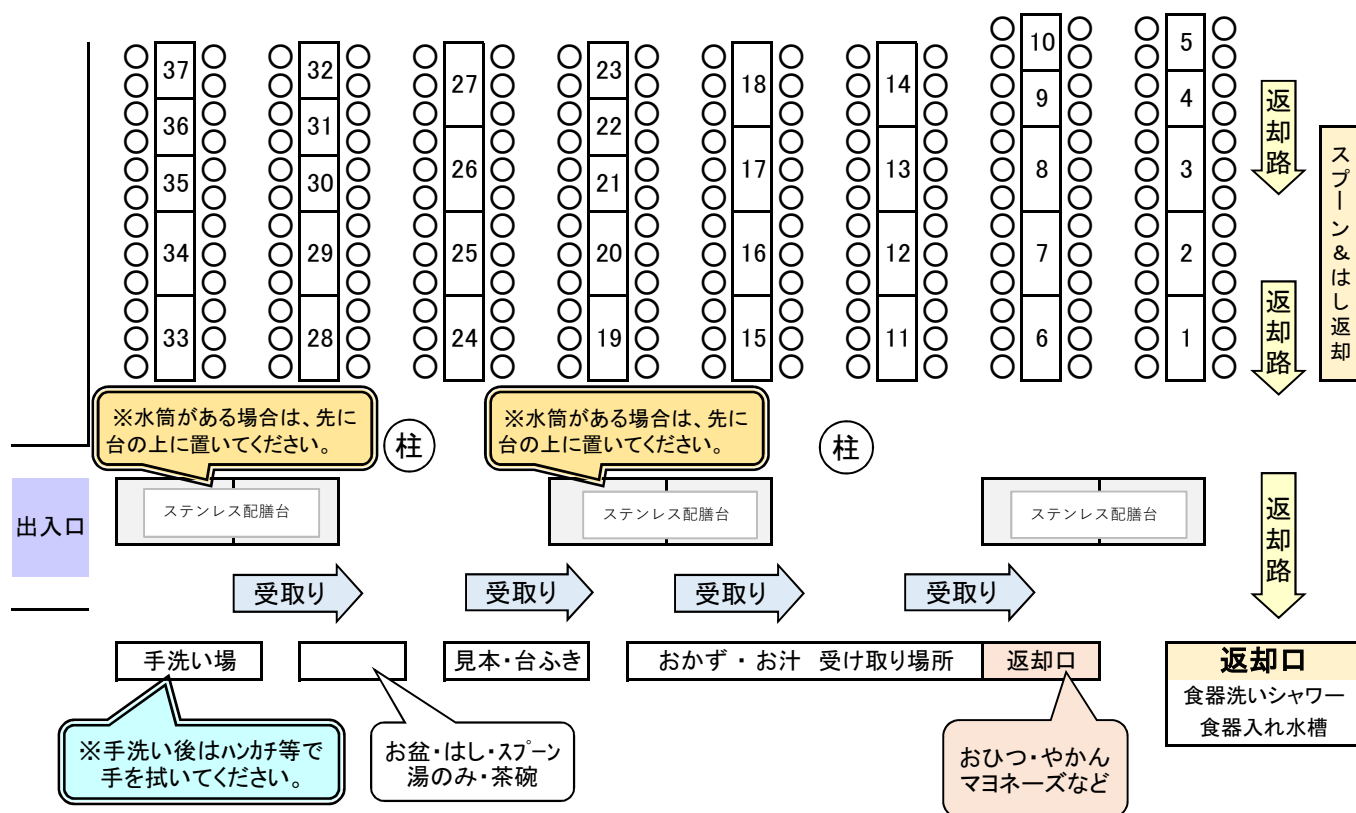 37
36
35
34
33
32
31
30
29
28
27
26
25
24
23
22
21
20
19
18
17
16
15
14
13
12
11
10
9
8
7
6
5
4
3
2
1
返却路
返却路
スプーン&はし返却
※水筒がある場合は、先に
台の上に置いてください。
柱
※水筒がある場合は、先に
台の上に置いてください。
柱
出入口
ステンレス配膳台
ステンレス配膳台
ステンレス配膳台
返却路
受取り
受取り
受取り
受取り
手洗い場
見本・台ふき
おかず・お汁 受け取り場所
返却口
返却口
食器洗いシャワー
食器入れ水槽
※手洗い後はハンカチ等で
手を拭いてください。
お盆・はし・スプーン
湯のみ・茶碗
おひつ・やかん
マヨネーズなど